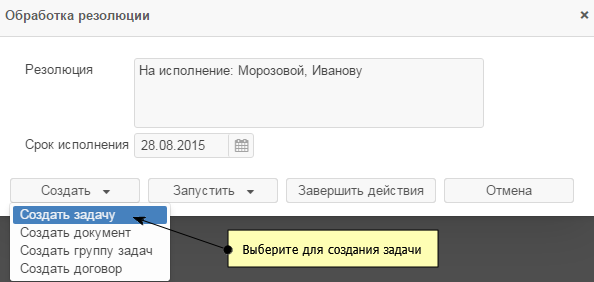 Обработка резолюции ×
Резолюция
На исполнение: Морозовой, Иванову
Срок исполнения 28.08.2015
Создать Запустить Завершить действия Отмена
Создать задачу
Создать документ
Создать группу задач
Создать договор
Выберите для создания задачи